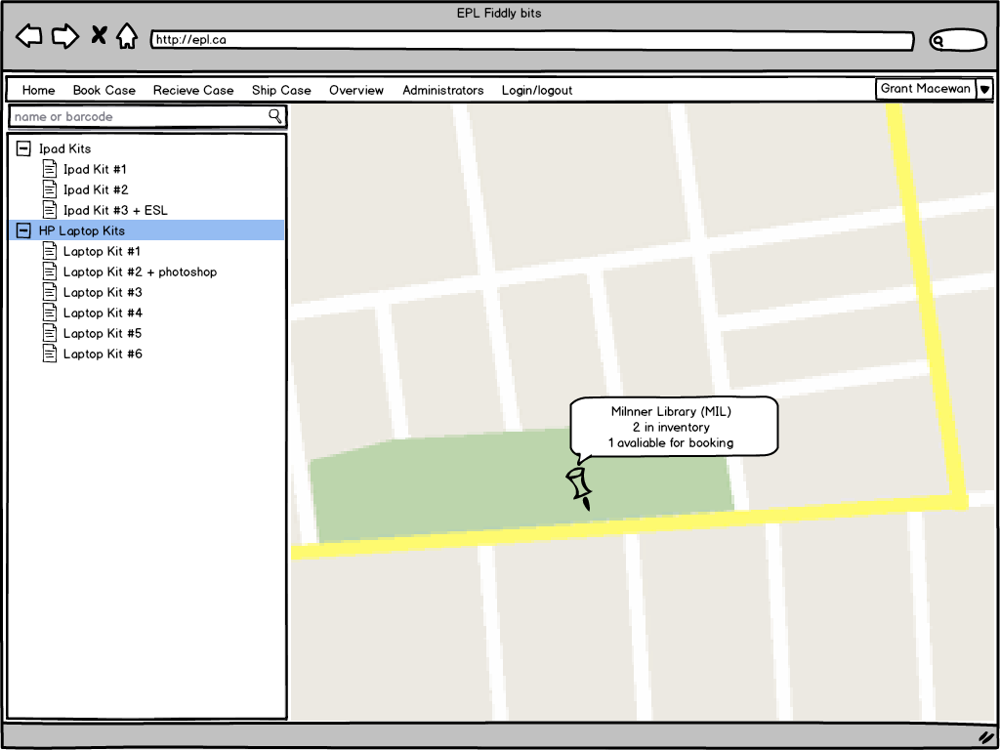 EPL Fiddly bits
http://epl.ca
Home Book Case Recieve Case Ship Case Overview Administrators Login/logout Grant Macewan
name or barcode
Ipad Kits
Ipad Kit #1
Ipad Kit #2
Ipad Kit #3 + ESL
HP Laptop Kits
Laptop Kit #1
Laptop Kit #2 + photoshop
Laptop Kit #3
Laptop Kit #4
Laptop Kit #5
Laptop Kit #6
Milnner Library (MIL)
2 in inventory
1 avaliable for booking